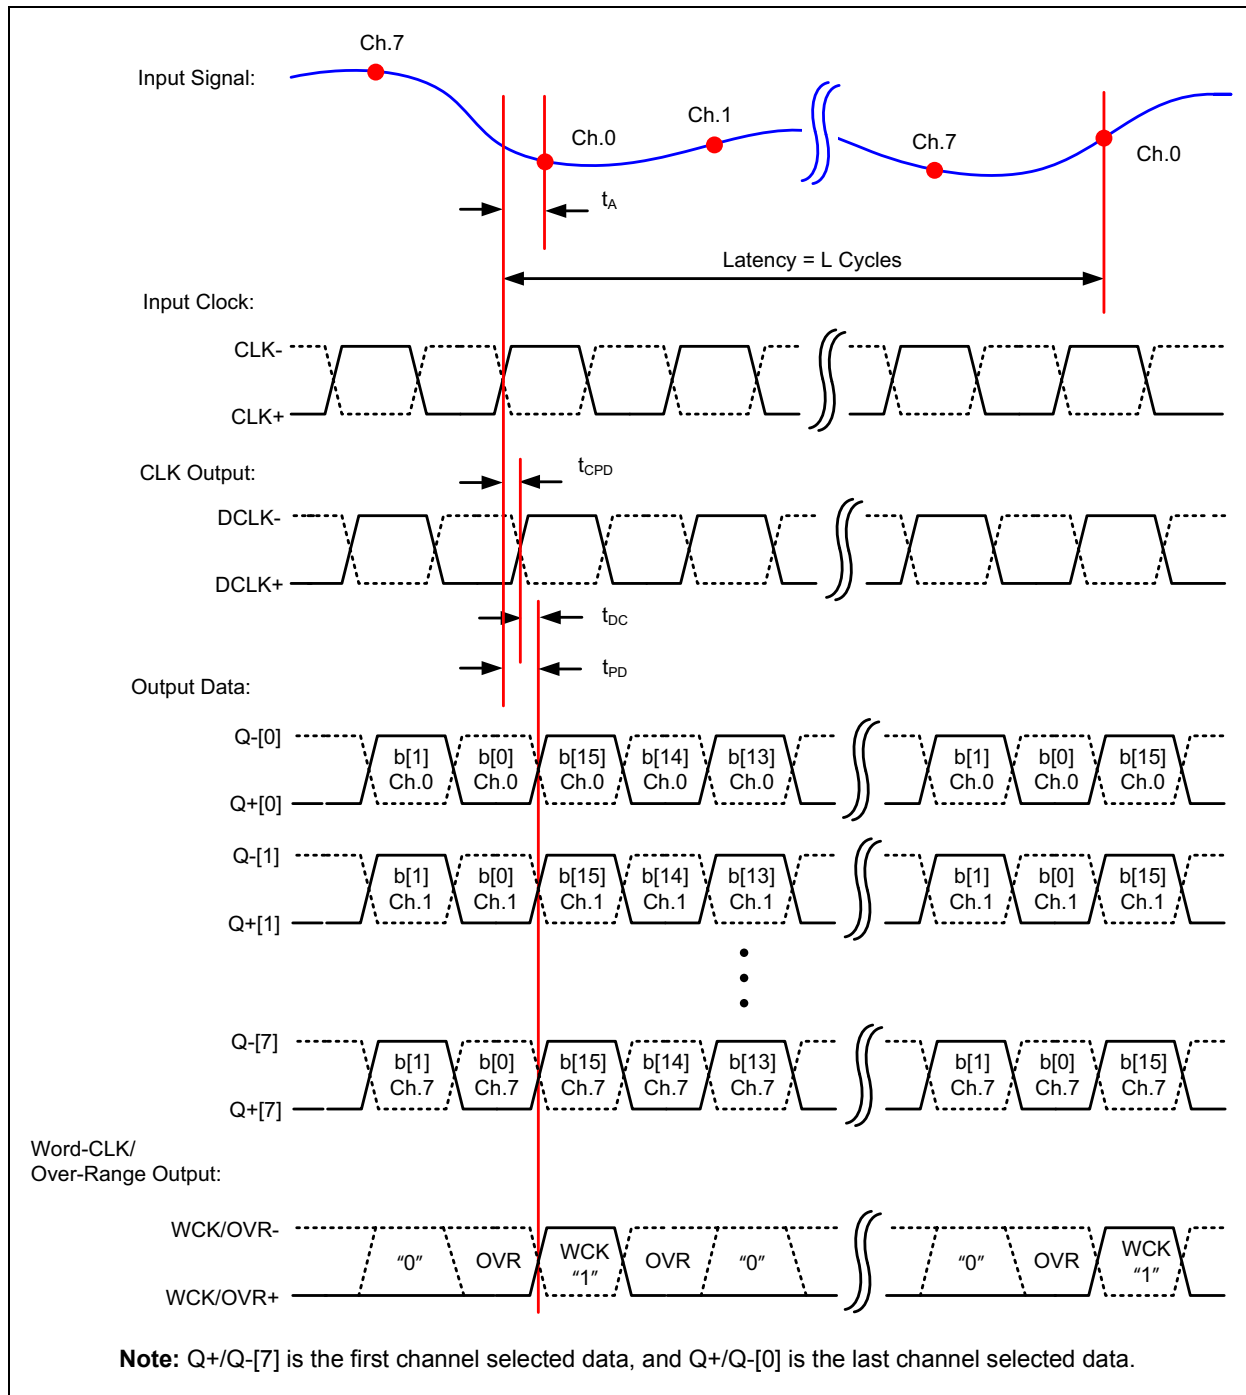 Ch.7
Input Signal:
Ch.0
Ch.1
Ch.7
Ch.0
tA
Latency = L Cycles
Input Clock:
CLK-
CLK+
CLK Output:
tCPD
DCLK-
DCLK+
tDC
tPD
Output Data:
Q-[0]
b[1] b[0] b[15] b[14] b[13] b[1] b[0] b[15]
Ch.0 Ch.0 Ch.0 Ch.0 Ch.0 Ch.0 Ch.0 Ch.0
Q+[0]
Q-[1]
b[1] b[0] b[15] b[14] b[13] b[1] b[0] b[15]
Ch.1 Ch.1 Ch.1 Ch.1 Ch.1 Ch.1 Ch.1 Ch.1
Q+[1]
Q-[7]
b[1] b[0] b[15] b[14] b[13] b[1] b[0] b[15]
Ch.7 Ch.7 Ch.7 Ch.7 Ch.7 Ch.7 Ch.7 Ch.7
Q+[7]
Word-CLK/
Over-Range Output:
WCK/OVR-
“0” OVR WCK “1” OVR “0” “0” OVR WCK “1”
WCK/OVR+
Note: Q+/Q-[7] is the first channel selected data, and Q+/Q-[0] is the last channel selected data.